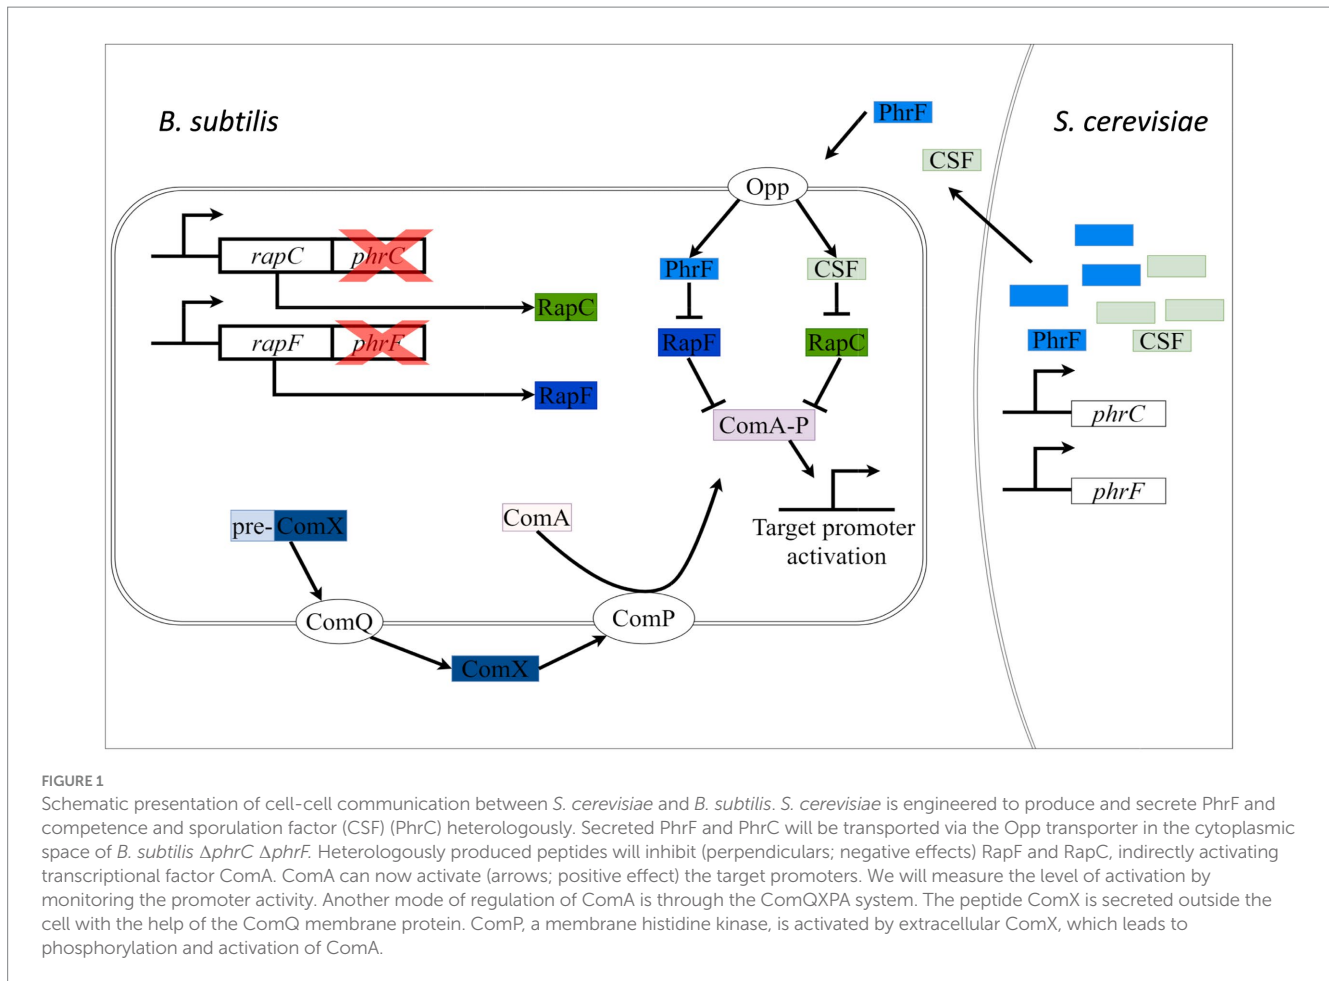 B. subtilis
S. cerevisiae
PhrF
CSF
Opp
rapC
phrC
PhrF
CSF
RapC
rapF
phrF
RapF
RapC
PhrF
CSF
RapF
ComA-P
phrC
phrF
pre-ComX
ComA
Target promoter
activation
ComQ
ComP
ComX
FIGURE 1
Schematic presentation of cell-cell communication between S. cerevisiae and B. subtilis. S. cerevisiae is engineered to produce and secrete PhrF and
competence and sporulation factor (CSF) (PhrC) heterologously. Secreted PhrF and PhrC will be transported via the Opp transporter in the cytoplasmic
space of B. subtilis ΔphrC ΔphrF. Heterologously produced peptides will inhibit (perpendiculars; negative effects) RapF and RapC, indirectly activating
transcriptional factor ComA. ComA can now activate (arrows; positive effect) the target promoters. We will measure the level of activation by
monitoring the promoter activity. Another mode of regulation of ComA is through the ComQXPA system. The peptide ComX is secreted outside the
cell with the help of the ComQ membrane protein. ComP, a membrane histidine kinase, is activated by extracellular ComX, which leads to
phosphorylation and activation of ComA.